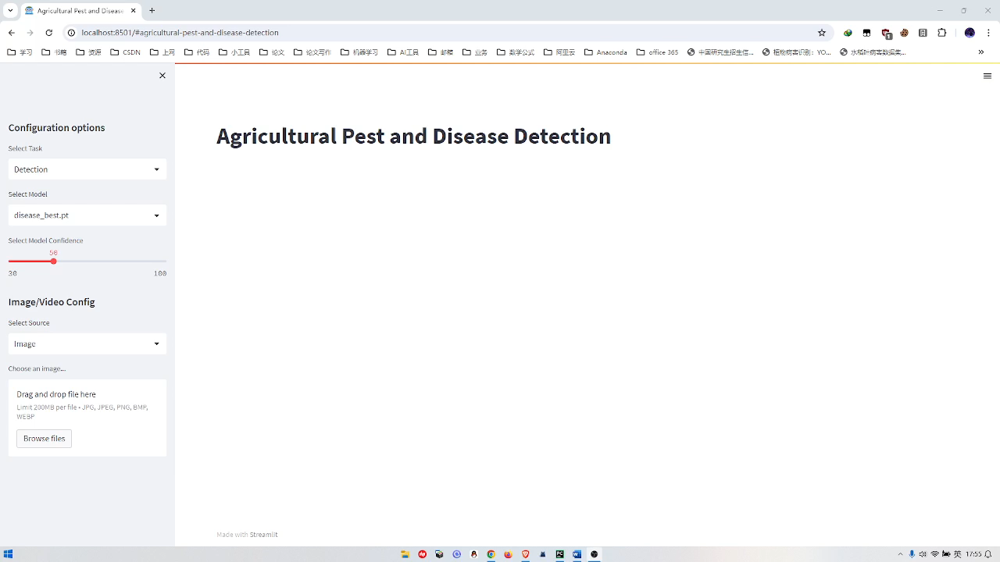 Agricultural Pest and Disease
localhost:8501/#agricultural-pest-and-disease-detection
1
学习 书籍 资源 CSDN 上网 代码 小工具 论文 论文写作 机器学习 AI工具 邮箱 业务 数学公式 阿里云 Anaconda office 365 中国研究生招生信... 植物病害识别：YO... 水稻叶病害数据集...
Configuration options
Select Task
Detection
Select Model
disease_best.pt
Select Model Confidence
50
30 100
Image/Video Config
Select Source
Image
Choose an image...
Drag and drop file here
Limit 200MB per file • JPG, JPEG, PNG, BMP,
WEBP
Browse files
Agricultural Pest and Disease Detection
Made with Streamlit
英 17:55